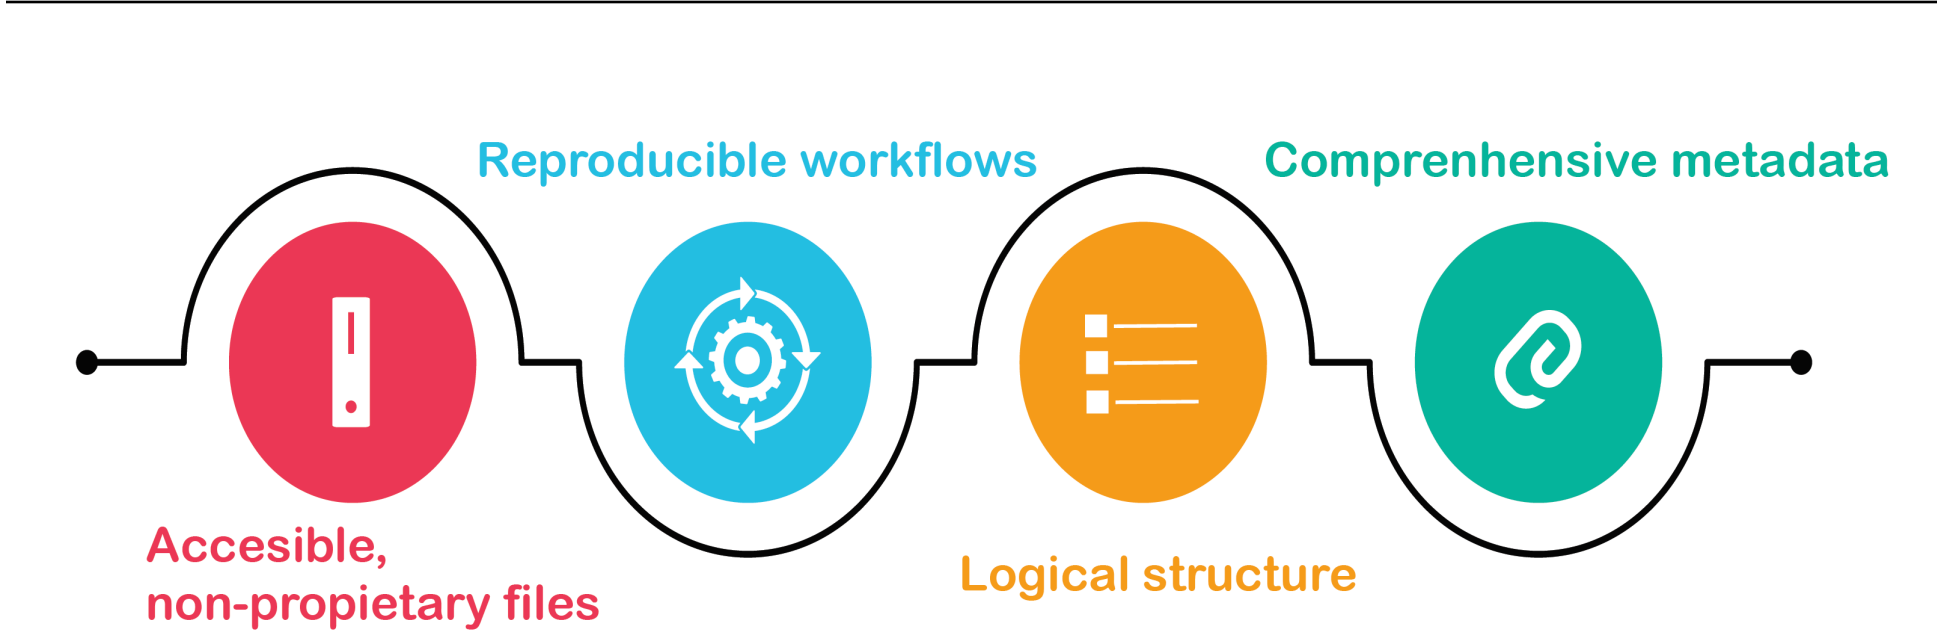 Reproducible workflows
Comprenhensive metadata
Accesible,
non-propietary files
Logical structure